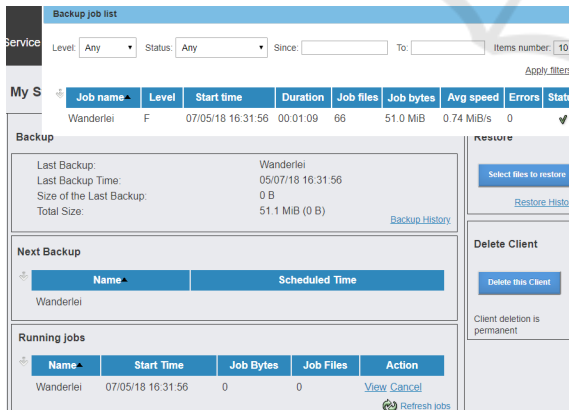 Backup job list
Level: Any Status: Any Since: To: Items number: 10
Apply filters
Service
My S
Job name Level Start time Duration Job files Job bytes Avg speed Errors Statu
Wanderlei F 07/05/18 16:31:56 00:01:09 66 51.0 MiB 0.74 MiB/s 0
Backup
Last Backup: Wanderlei
Last Backup Time: 05/07/18 16:31:56
Size of the Last Backup: 0 B
Total Size: 51.1 MiB (0 B)
Backup History
Restore
Select files to restore
Restore Histo
Next Backup
Name Scheduled Time
Wanderlei
Delete Client
Delete this Client
Client deletion is
permanent
Running jobs
Name Start Time Job Bytes Job Files Action
Wanderlei 07/05/18 16:31:56 0 0 View Cancel
Refresh jobs